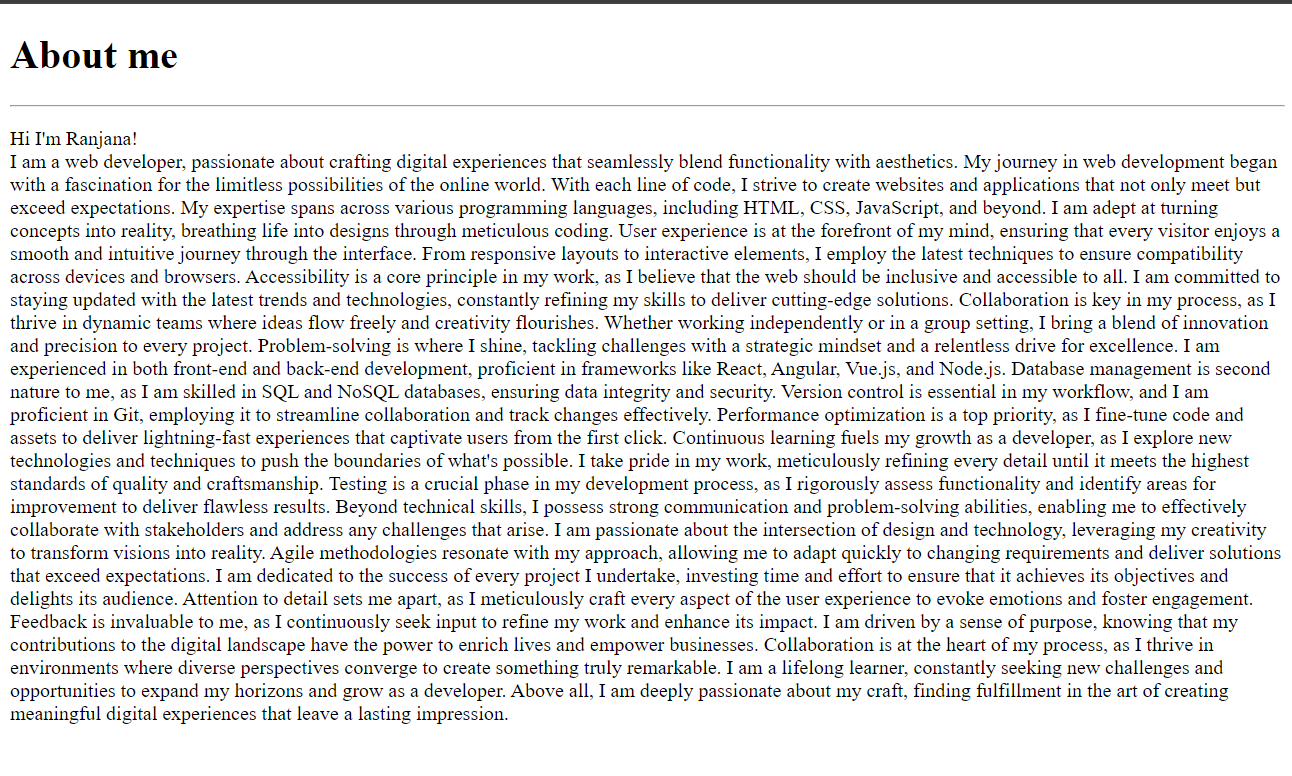 About me
Hi I'm Ranjana!
I am a web developer, passionate about crafting digital experiences that seamlessly blend functionality with aesthetics. My journey in web development began
with a fascination for the limitless possibilities of the online world. With each line of code, I strive to create websites and applications that not only meet but
exceed expectations. My expertise spans across various programming languages, including HTML, CSS, JavaScript, and beyond. I am adept at turning
concepts into reality, breathing life into designs through meticulous coding. User experience is at the forefront of my mind, ensuring that every visitor enjoys a
smooth and intuitive journey through the interface. From responsive layouts to interactive elements, I employ the latest techniques to ensure compatibility
across devices and browsers. Accessibility is a core principle in my work, as I believe that the web should be inclusive and accessible to all. I am committed to
staying updated with the latest trends and technologies, constantly refining my skills to deliver cutting-edge solutions. Collaboration is key in my process, as I
thrive in dynamic teams where ideas flow freely and creativity flourishes. Whether working independently or in a group setting, I bring a blend of innovation
and precision to every project. Problem-solving is where I shine, tackling challenges with a strategic mindset and a relentless drive for excellence. I am
experienced in both front-end and back-end development, proficient in frameworks like React, Angular, Vue.js, and Node.js. Database management is second
nature to me, as I am skilled in SQL and NoSQL databases, ensuring data integrity and security. Version control is essential in my workflow, and I am
proficient in Git, employing it to streamline collaboration and track changes effectively. Performance optimization is a top priority, as I fine-tune code and
assets to deliver lightning-fast experiences that captivate users from the first click. Continuous learning fuels my growth as a developer, as I explore new
technologies and techniques to push the boundaries of what's possible. I take pride in my work, meticulously refining every detail until it meets the highest
standards of quality and craftsmanship. Testing is a crucial phase in my development process, as I rigorously assess functionality and identify areas for
improvement to deliver flawless results. Beyond technical skills, I possess strong communication and problem-solving abilities, enabling me to effectively
collaborate with stakeholders and address any challenges that arise. I am passionate about the intersection of design and technology, leveraging my creativity
to transform visions into reality. Agile methodologies resonate with my approach, allowing me to adapt quickly to changing requirements and deliver solutions
that exceed expectations. I am dedicated to the success of every project I undertake, investing time and effort to ensure that it achieves its objectives and
delights its audience. Attention to detail sets me apart, as I meticulously craft every aspect of the user experience to evoke emotions and foster engagement.
Feedback is invaluable to me, as I continuously seek input to refine my work and enhance its impact. I am driven by a sense of purpose, knowing that my
contributions to the digital landscape have the power to enrich lives and empower businesses. Collaboration is at the heart of my process, as I thrive in
environments where diverse perspectives converge to create something truly remarkable. I am a lifelong learner, constantly seeking new challenges and
opportunities to expand my horizons and grow as a developer. Above all, I am deeply passionate about my craft, finding fulfillment in the art of creating
meaningful digital experiences that leave a lasting impression.